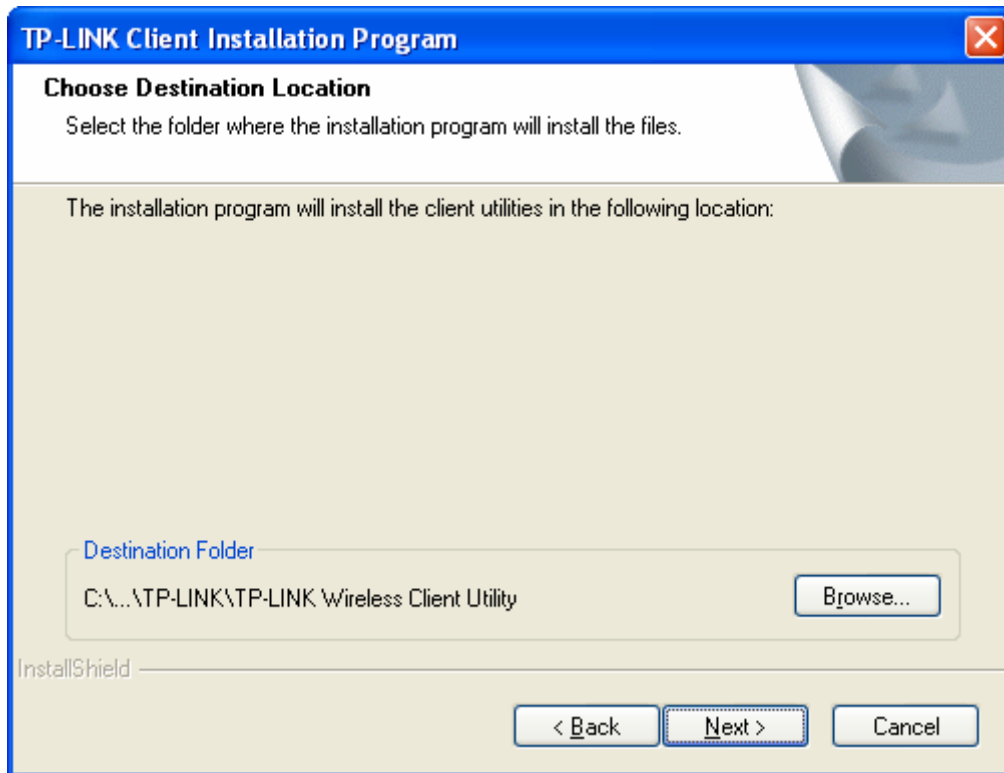 TP-LINK Client Installation Program
Choose Destination Location
Select the folder where the installation program will install the files.
The installation program will install the client utilities in the following location:
Destination Folder
C:\...\TP-LINK\TP-LINK Wireless Client Utility
Browse...
InstallShield
< Back
Next >
Cancel